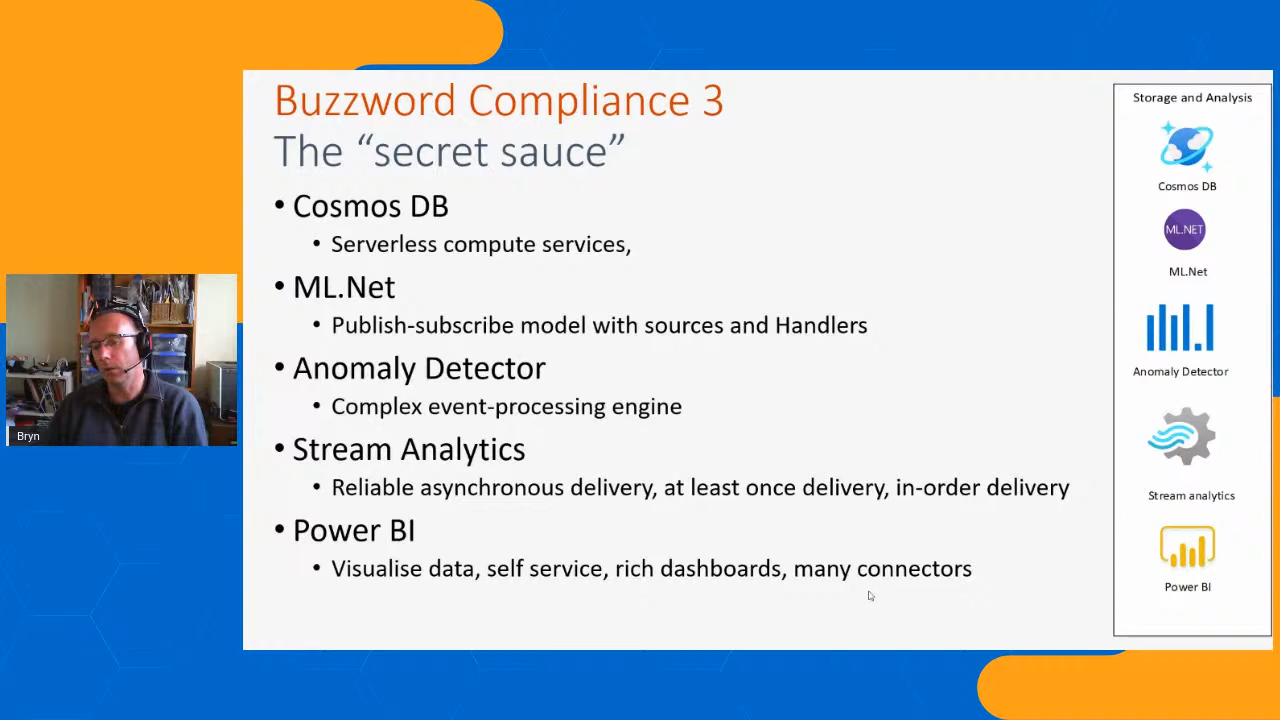 Buzzword Compliance 3
The “secret sauce”
• Cosmos DB
• Serverless compute services,
• ML.Net
• Publish-subscribe model with sources and Handlers
• Anomaly Detector
• Complex event-processing engine
• Stream Analytics
• Reliable asynchronous delivery, at least once delivery, in-order delivery
• Power BI
• Visualise data, self service, rich dashboards, many connectors
Storage and Analysis
Cosmos DB
ML.NET
ML.Net
Anomaly Detector
Stream analytics
Power BI
Bryn